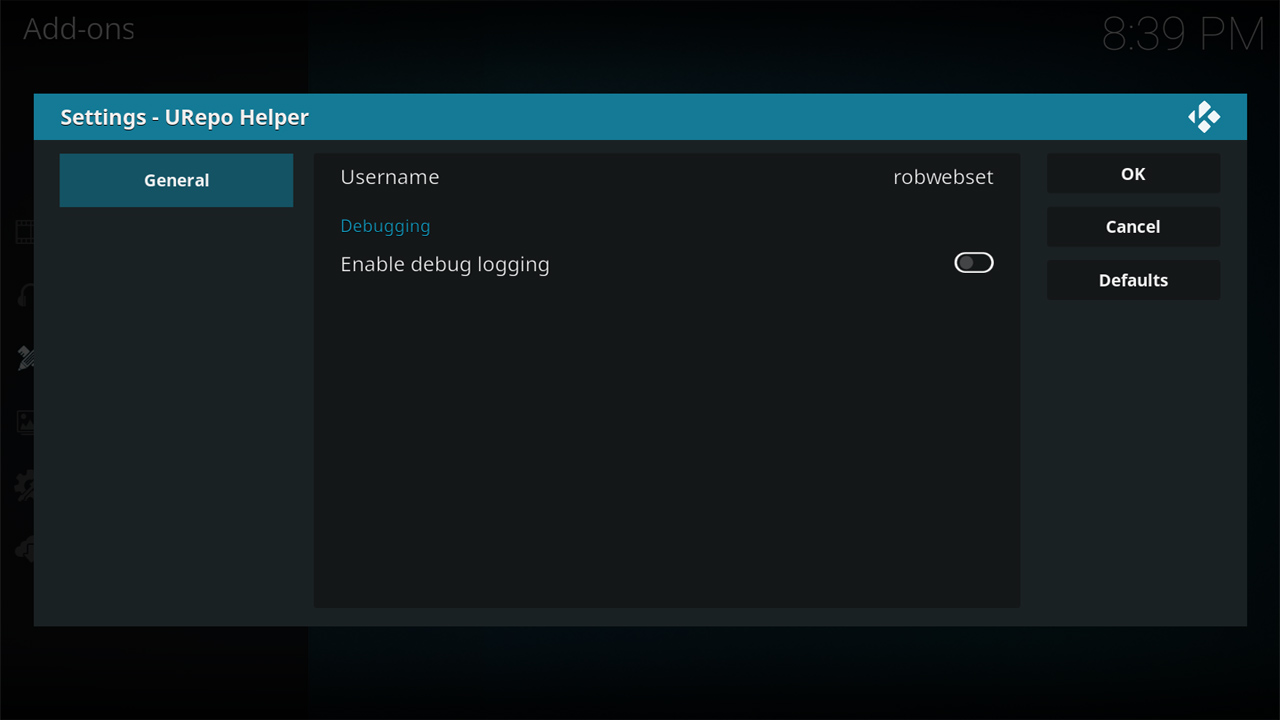 Add-ons
8:39 PM
Settings - URepo Helper
General
Username
robwebset
Debugging
Enable debug logging
OK
Cancel
Defaults